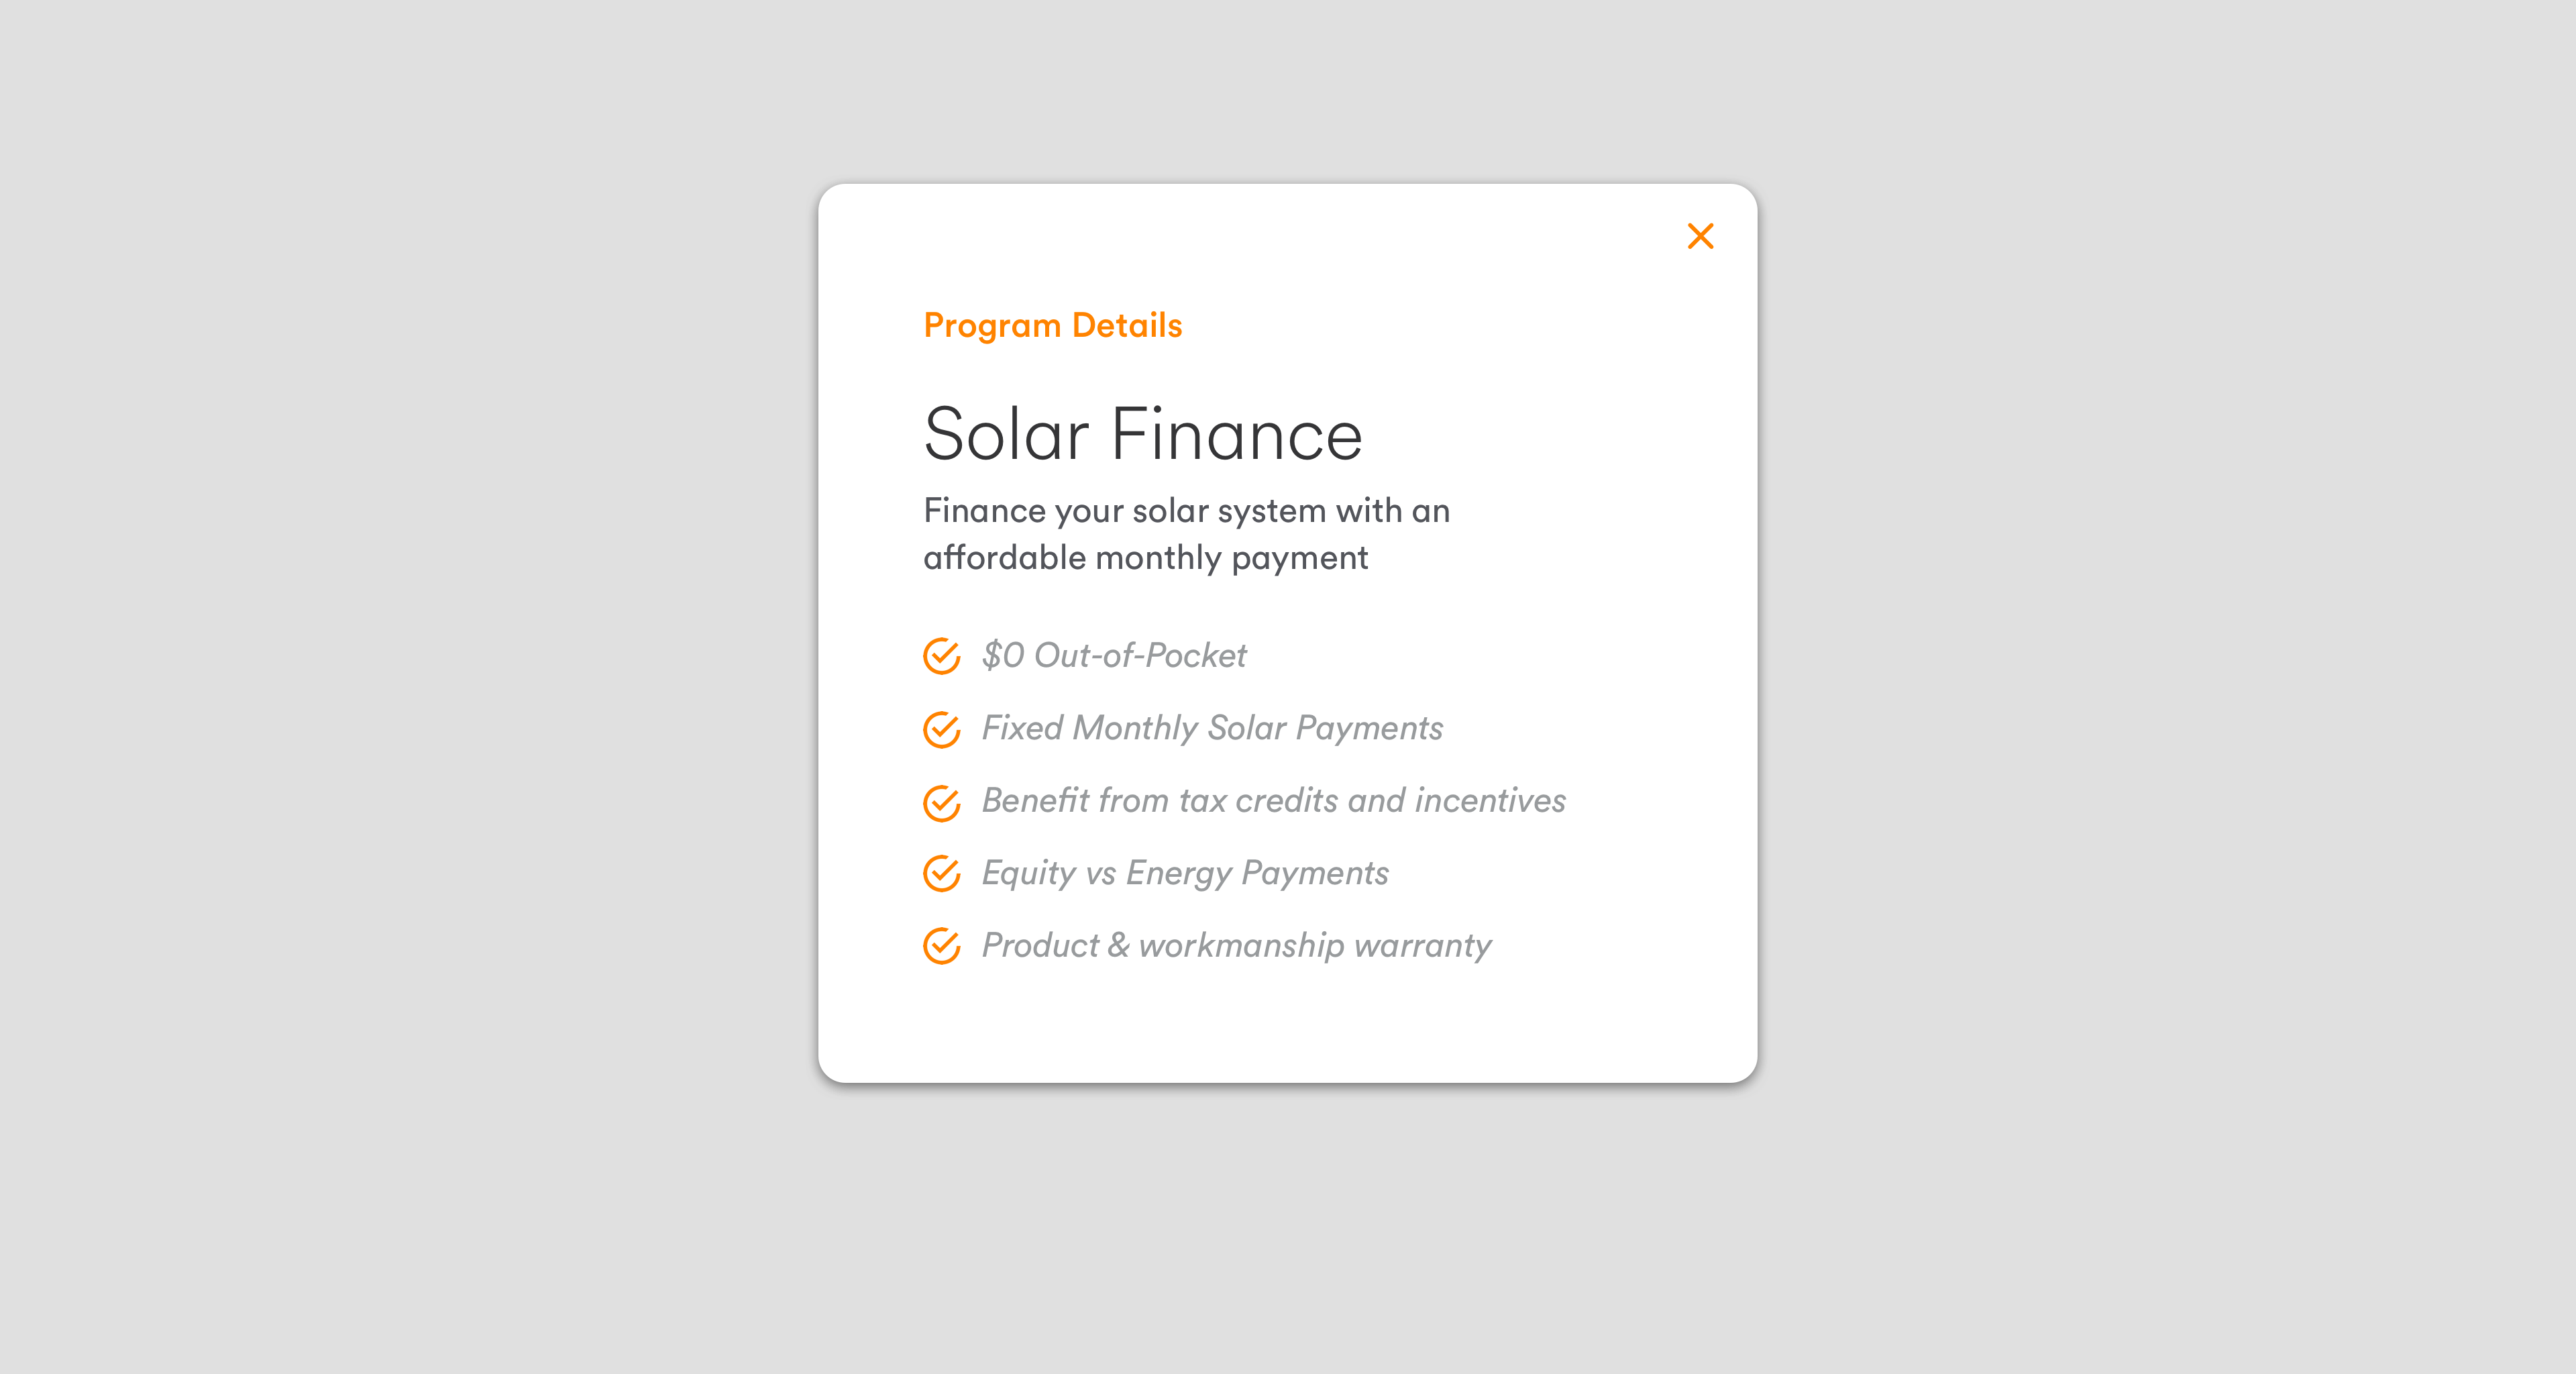 Program Details
Solar Finance
Finance your solar system with an
affordable monthly payment
$0 Out-of-Pocket
Fixed Monthly Solar Payments
Benefit from tax credits and incentives
Equity vs Energy Payments
Product & workmanship warranty